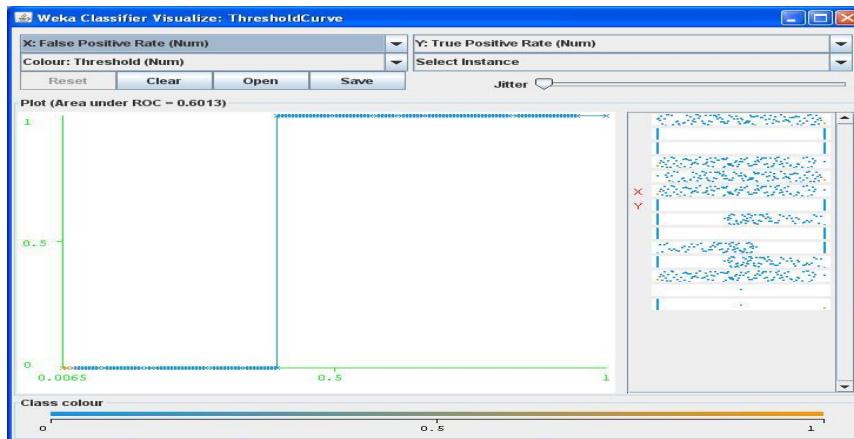 Weka Classifier Visualize: ThresholdCurve
X: False Positive Rate (Num) Y: True Positive Rate (Num)
Colour: Threshold (Num) Select Instance
Reset Clear Open Save Jitter
Plot (Area under ROC = 0.6013)
1
X
Y
0.5
0
0.0065 0.5 1
Class colour
0 0.5 1